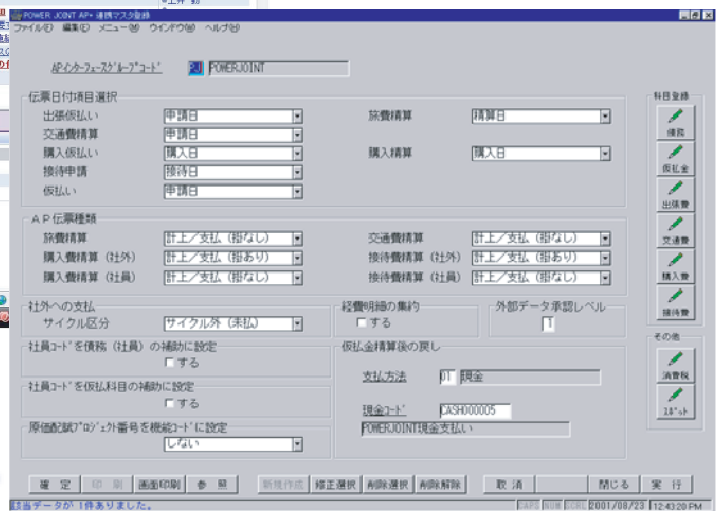 POWER JOINT AP+ 連携マスタ登録
ファイル(F) 編集(E) メニュー(M) ウインドウ(W) ヘルプ(H)
APインターフェースグループコード PJ POWERJOINT
伝票日付項目選択
出張仮払い 申請日 旅費精算 精算日
交通費精算 申請日
購入仮払い 購入日 購入精算 購入日
接待申請 接待日
仮払い 申請日
AP伝票種類
旅費精算 計上/支払(掛なし) 交通費精算 計上/支払(掛なし)
購入費精算(社外) 計上/支払(掛あり) 接待費精算(社外) 計上/支払(掛あり)
購入費精算(社員) 計上/支払(掛なし) 接待費精算(社員) 計上/支払(掛なし)
社外への支払
サイクル区分 サイクル外(未払)
経費明細の集約
する
外部データ承認レベル
1
社員コードを債務(社員)の補助に設定
する
社員コードを仮払科目の補助に設定
する
原価配賦プロジェクト番号を機能コードに設定
しない
仮払金精算後の戻し
支払方法 01 現金
現金コード CASH000005
POWERJOINT現金支払い
科目登録
債務
仮払金
出張費
交通費
購入費
接待費
その他
消費税
確 定 印 刷 画面印刷 参 照 新規作成 修正選択 削除選択 削除解除 取 消 閉じる 実 行
該当データが 1件ありました。 CAPS NUM SCRL 2001/08/23 12:43:20 PM